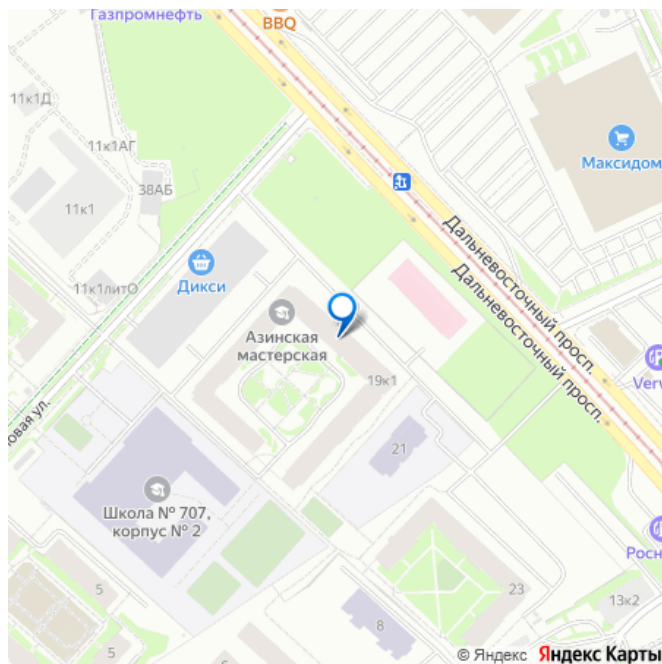 Газпромнефть
BBQ
11к1Д
11к1АГ
38АБ
11к1
Максидом
Дальневосточный просп.
Дальневосточный просп.
Дикси
11к1литО
Азинская
мастерская
19к1
21
Школа № 707,
корпус № 2
5
5
8
23
13к2
© Яндекс Яндекс Карты